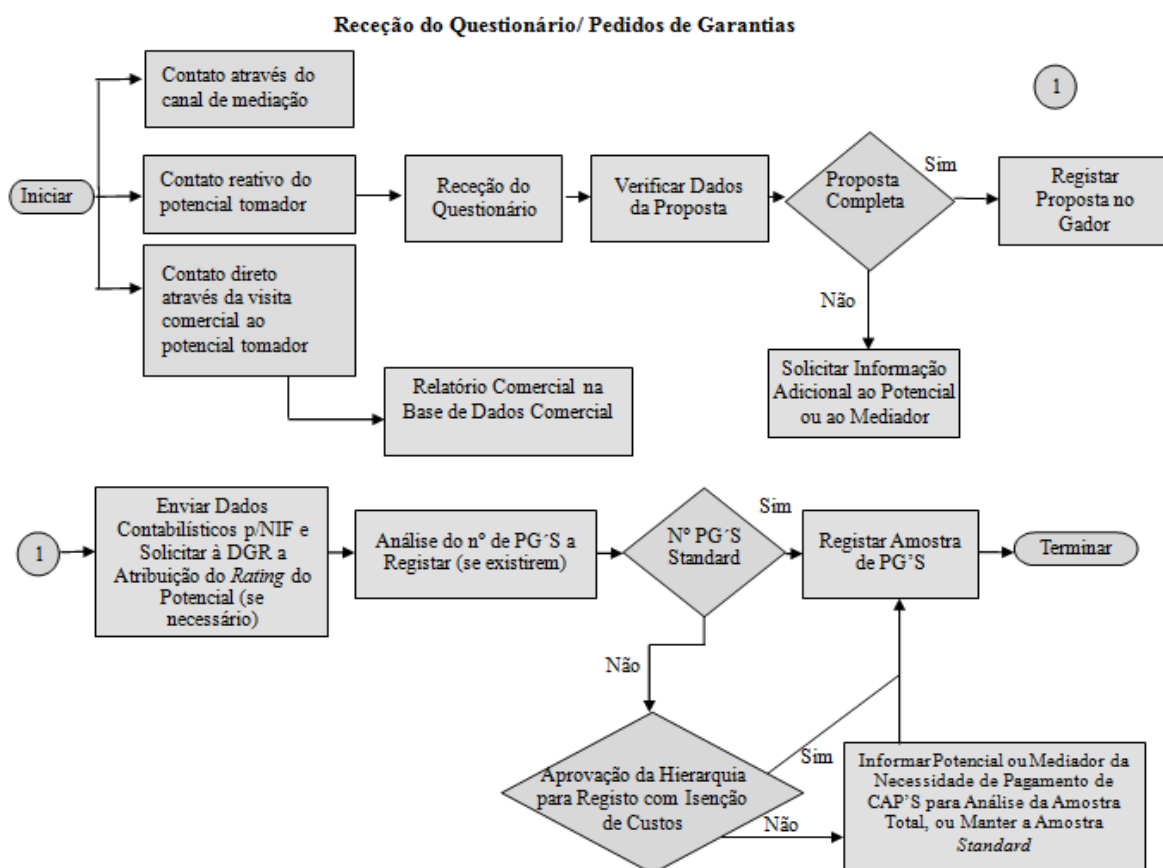 Receção do Questionário/ Pedidos de Garantias
Contato através do
canal de mediação
1
Iniciar
Contato reativo do
potencial tomador
Receção do
Questionário
Verificar Dados
da Proposta
Proposta
Completa
Sim
Registar
Proposta no
Gador
Contato direto
através da visita
comercial ao
potencial tomador
Não
Solicitar Informação
Adicional ao Potencial
ou ao Mediador
Relatório Comercial na
Base de Dados Comercial
1
Enviar Dados
Contabilísticos p/NIF e
Solicitar à DGR a
Atribuição do Rating do
Potencial (se
necessário)
Análise do nº de PG´S a
Registar (se existirem)
Nº PG´S
Standard
Sim
Registar Amostra
de PG'S
Terminar
Não
Aprovação da Hierarquia
para Registo com Isenção
de Custos
Sim
Não
Informar Potencial ou Mediador da
Necessidade de Pagamento de
CAP'S para Análise da Amostra
Total, ou Manter a Amostra
Standard